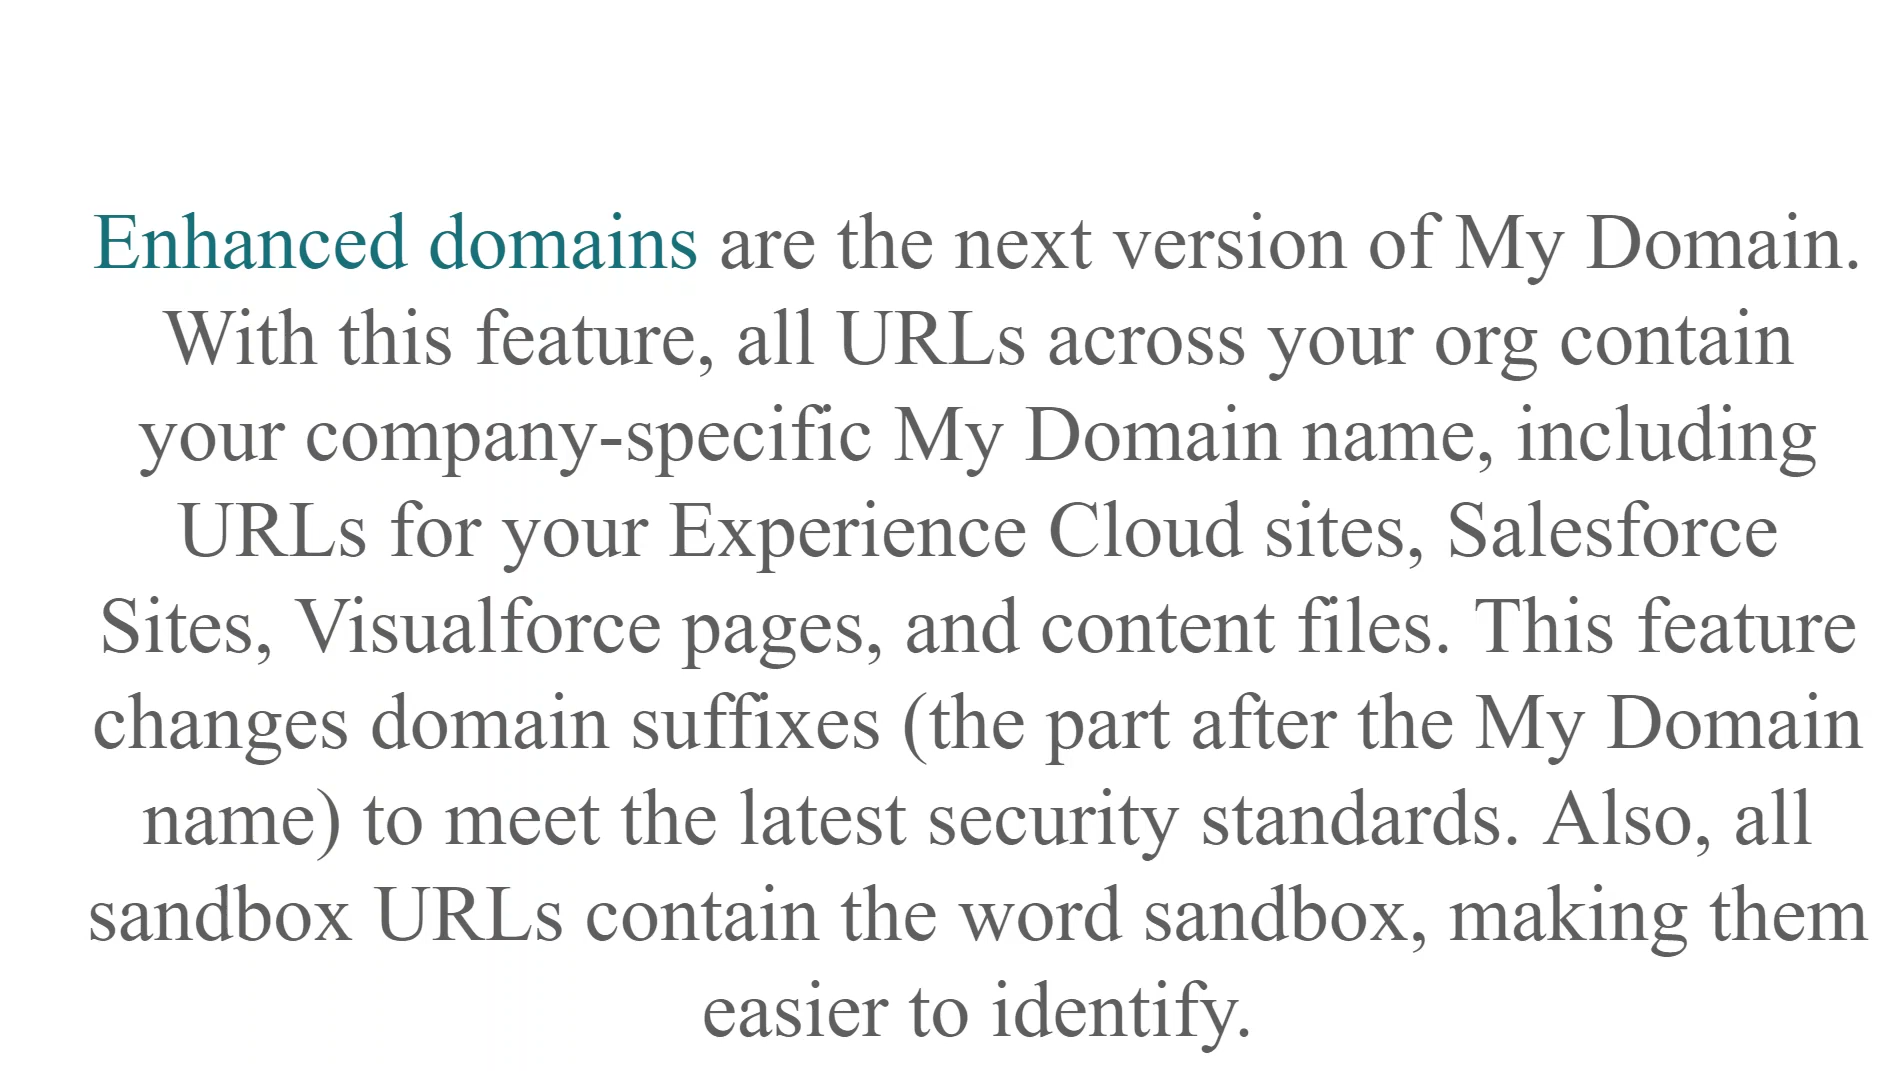 Enhanced domains are the next version of My Domain.
With this feature, all URLs across your org contain
your company-specific My Domain name, including
URLs for your Experience Cloud sites, Salesforce
Sites, Visualforce pages, and content files. This feature
changes domain suffixes (the part after the My Domain
name) to meet the latest security standards. Also, all
sandbox URLs contain the word sandbox, making them
easier to identify.